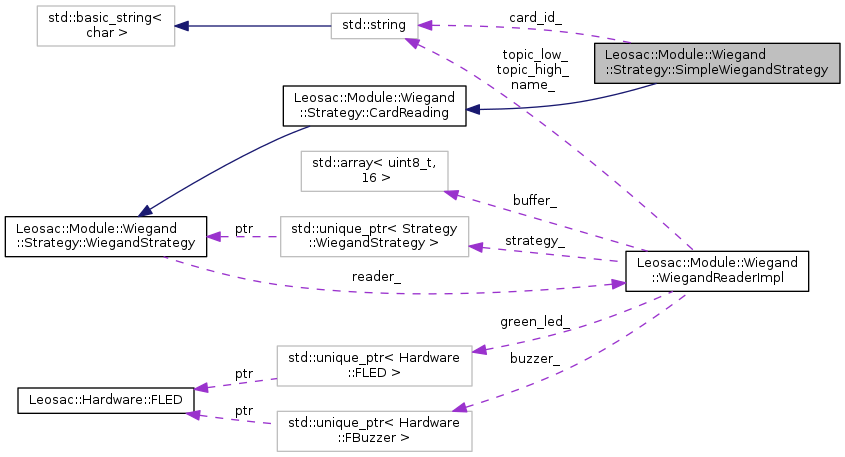 std::basic_string<
char >
std::string
card_id_
Leosac::Module::Wiegand
::Strategy::SimpleWiegandStrategy
topic_low_
topic_high_
name_
Leosac::Module::Wiegand
::Strategy::CardReading
std::array< uint8_t,
16 >
buffer_
Leosac::Module::Wiegand
::Strategy::WiegandStrategy
ptr
std::unique_ptr< Strategy
::WiegandStrategy >
strategy_
Leosac::Module::Wiegand
::WiegandReaderImpl
reader_
green_led_
std::unique_ptr< Hardware
::FLED >
buzzer_
ptr
Leosac::Hardware::FLED
ptr
std::unique_ptr< Hardware
::FBuzzer >